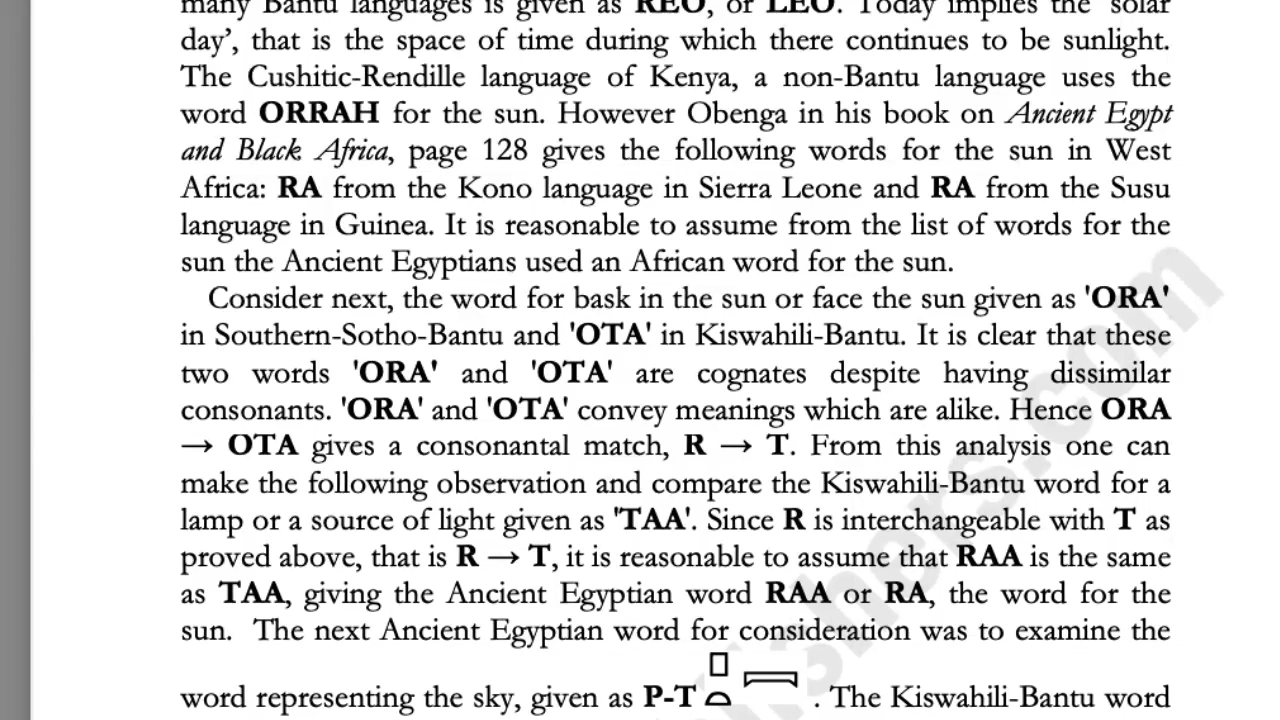 many Bantu languages is given as REO, or LEO. Today implies the 'solar
day', that is the space of time during which there continues to be sunlight.
The Cushitic-Rendille language of Kenya, a non-Bantu language uses the
word ORRAH for the sun. However Obenga in his book on Ancient Egypt
and Black Africa, page 128 gives the following words for the sun in West
Africa: RA from the Kono language in Sierra Leone and RA from the Susu
language in Guinea. It is reasonable to assume from the list of words for the
sun the Ancient Egyptians used an African word for the sun.
Consider next, the word for bask in the sun or face the sun given as 'ORA'
in Southern-Sotho-Bantu and 'OTA' in Kiswahili-Bantu. It is clear that these
two words 'ORA' and 'OTA' are cognates despite having dissimilar
consonants. 'ORA' and 'OTA' convey meanings which are alike. Hence ORA
→ OTA gives a consonantal match, R → T. From this analysis one can
make the following observation and compare the Kiswahili-Bantu word for a
lamp or a source of light given as 'TAA'. Since R is interchangeable with T as
proved above, that is R → T, it is reasonable to assume that RAA is the same
as TAA, giving the Ancient Egyptian word RAA or RA, the word for the
sun. The next Ancient Egyptian word for consideration was to examine the
word representing the sky, given as P-T . The Kiswahili-Bantu word